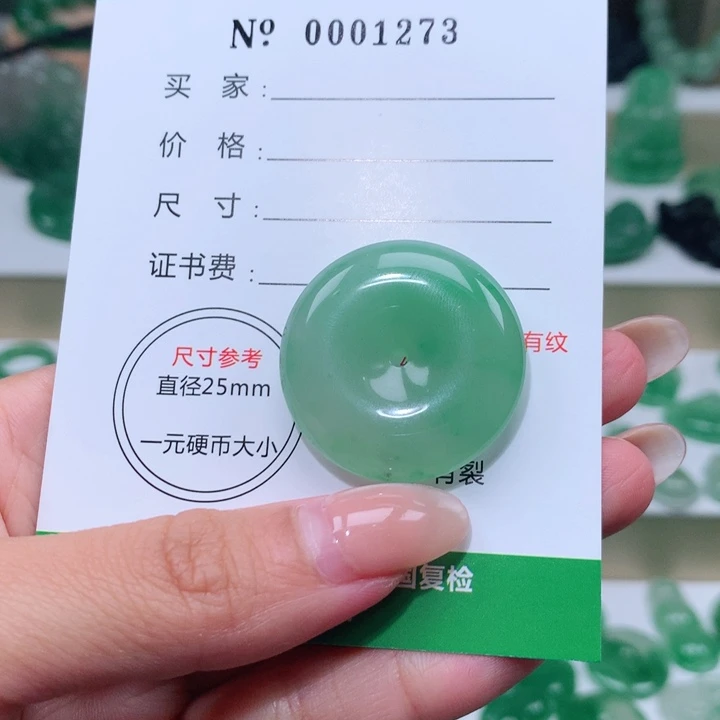 Nº 0001273
买 家:
价 格:
尺 寸:
证书费:
尺寸参考
直径25mm
一元硬币大小
有纹
有裂
复检